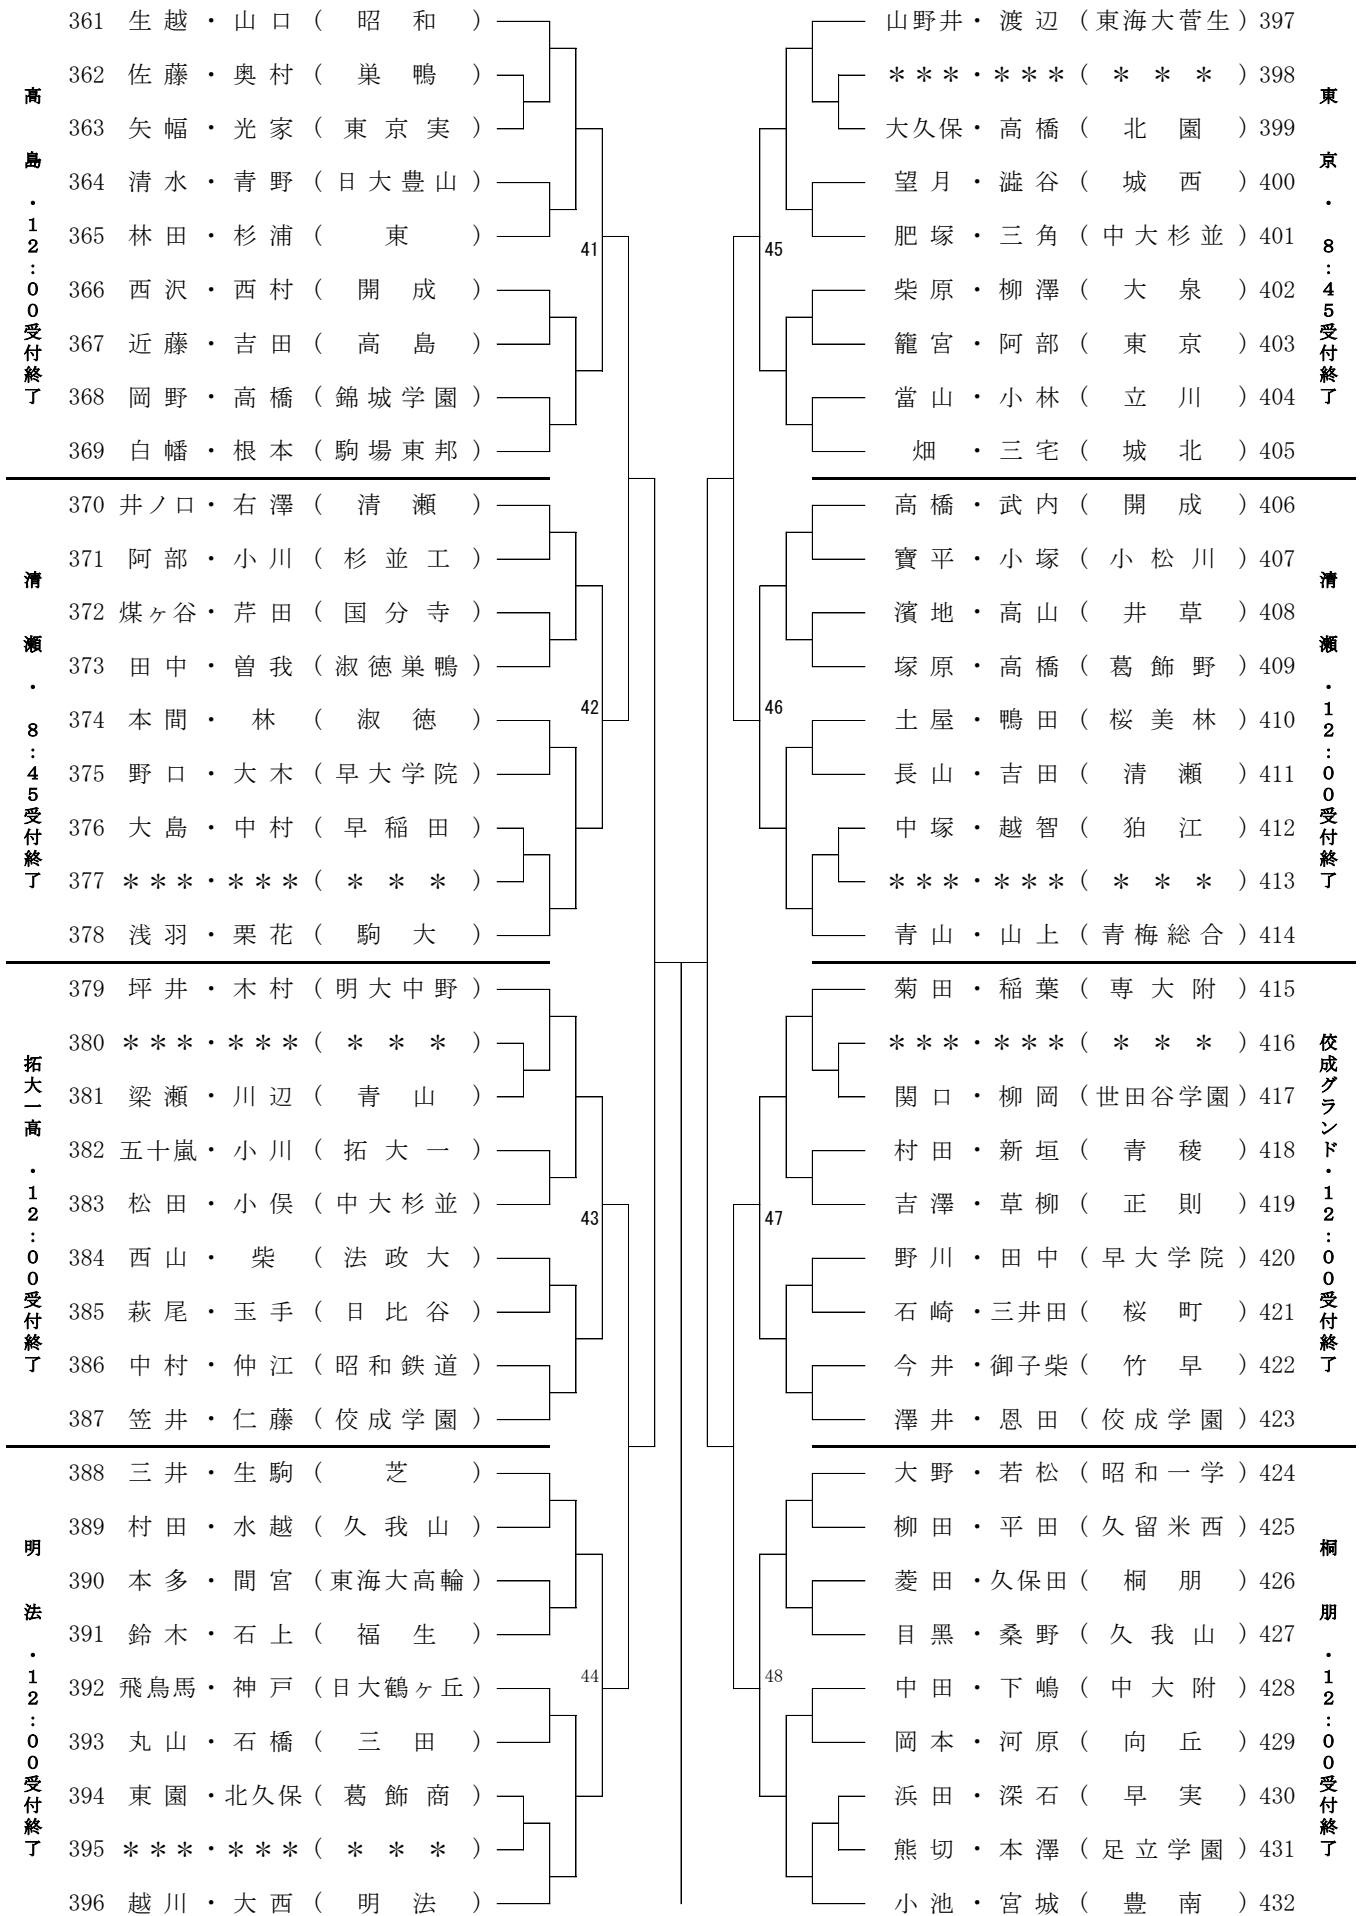 高島・12:00受付終了
361 生越・山口（昭和）
362 佐藤・奥村（巣鴨）
363 矢幅・光家（東京実）
364 清水・青野（日大豊山）
365 林田・杉浦（東）
366 西沢・西村（開成）
367 近藤・吉田（高島）
368 岡野・高橋（錦城学園）
369 白幡・根本（駒場東邦）
41
清瀬・8:45受付終了
370 井ノ口・右澤（清瀬）
371 阿部・小川（杉並工）
372 煤ヶ谷・芹田（国分寺）
373 田中・曽我（淑徳巣鴨）
374 本間・林（淑徳）
375 野口・大木（早大学院）
376 大島・中村（早稲田）
377 ＊＊＊・＊＊＊（＊＊＊）
378 浅羽・栗花（駒大）
42
拓大一高・12:00受付終了
379 坪井・木村（明大中野）
380 ＊＊＊・＊＊＊（＊＊＊）
381 梁瀬・川辺（青山）
382 五十嵐・小川（拓大一）
383 松田・小俣（中大杉並）
384 西山・柴（法政大）
385 萩尾・玉手（日比谷）
386 中村・仲江（昭和鉄道）
387 笠井・仁藤（佼成学園）
43
明法・12:00受付終了
388 三井・生駒（芝）
389 村田・水越（久我山）
390 本多・間宮（東海大高輪）
391 鈴木・石上（福生）
392 飛鳥馬・神戸（日大鶴ヶ丘）
393 丸山・石橋（三田）
394 東園・北久保（葛飾商）
395 ＊＊＊・＊＊＊（＊＊＊）
396 越川・大西（明法）
44
山野井・渡辺（東海大菅生）397
＊＊＊・＊＊＊（＊＊＊）398
大久保・高橋（北園）399
望月・澁谷（城西）400
肥塚・三角（中大杉並）401
柴原・柳澤（大泉）402
籠宮・阿部（東京）403
當山・小林（立川）404
畑・三宅（城北）405
45
東京・8:45受付終了
高橋・武内（開成）406
寶平・小塚（小松川）407
濱地・高山（井草）408
塚原・高橋（葛飾野）409
土屋・鴨田（桜美林）410
長山・吉田（清瀬）411
中塚・越智（狛江）412
＊＊＊・＊＊＊（＊＊＊）413
青山・山上（青梅総合）414
46
清瀬・12:00受付終了
菊田・稲葉（専大附）415
＊＊＊・＊＊＊（＊＊＊）416
関口・柳岡（世田谷学園）417
村田・新垣（青稜）418
吉澤・草柳（正則）419
野川・田中（早大学院）420
石崎・三井田（桜町）421
今井・御子柴（竹早）422
澤井・恩田（佼成学園）423
47
佼成グランド・12:00受付終了
大野・若松（昭和一学）424
柳田・平田（久留米西）425
菱田・久保田（桐朋）426
目黒・桑野（久我山）427
中田・下嶋（中大附）428
岡本・河原（向丘）429
浜田・深石（早実）430
熊切・本澤（足立学園）431
小池・宮城（豊南）432
48
桐朋・12:00受付終了